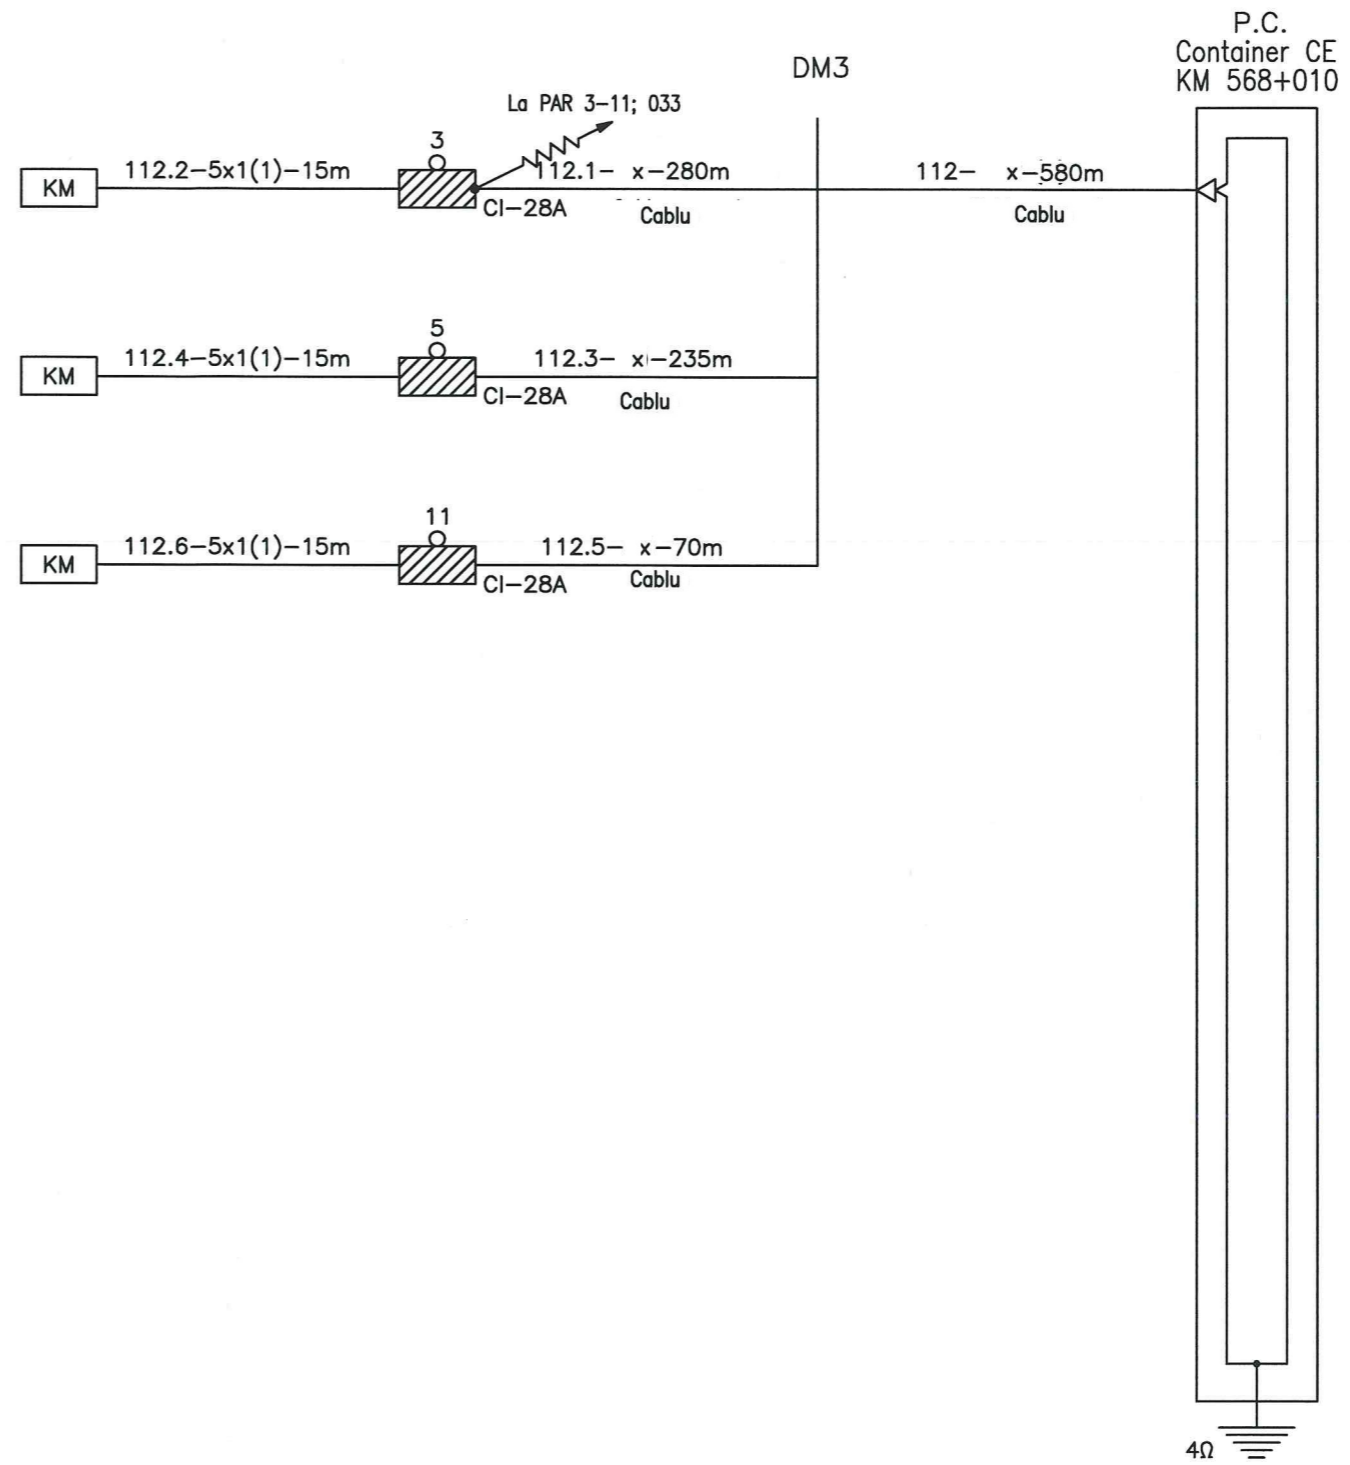 P.C.
Container CE
KM 568+010
DM3
La PAR 3-11; 033
3
KM
112.2-5x1(1)-15m
112.1- x-280m
112- x-580m
CI-28A
Cablu
Cablu
5
KM
112.4-5x1(1)-15m
112.3- x-235m
CI-28A
Cablu
11
KM
112.6-5x1(1)-15m
112.5- x-70m
CI-28A
Cablu
4Ω